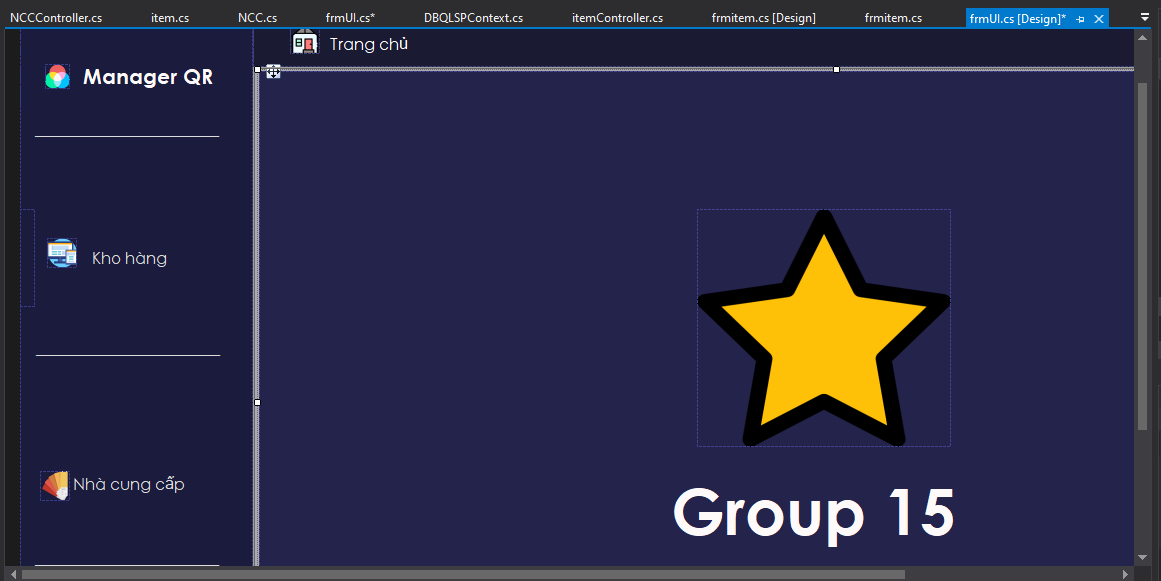 NCCController.cs item.cs NCC.cs frmUI.cs* DBQLSPContext.cs itemController.cs frmitem.cs [Design] frmitem.cs frmUI.cs [Design]*
Trang chủ
Manager QR
Kho hàng
Nhà cung cấp
Group 15